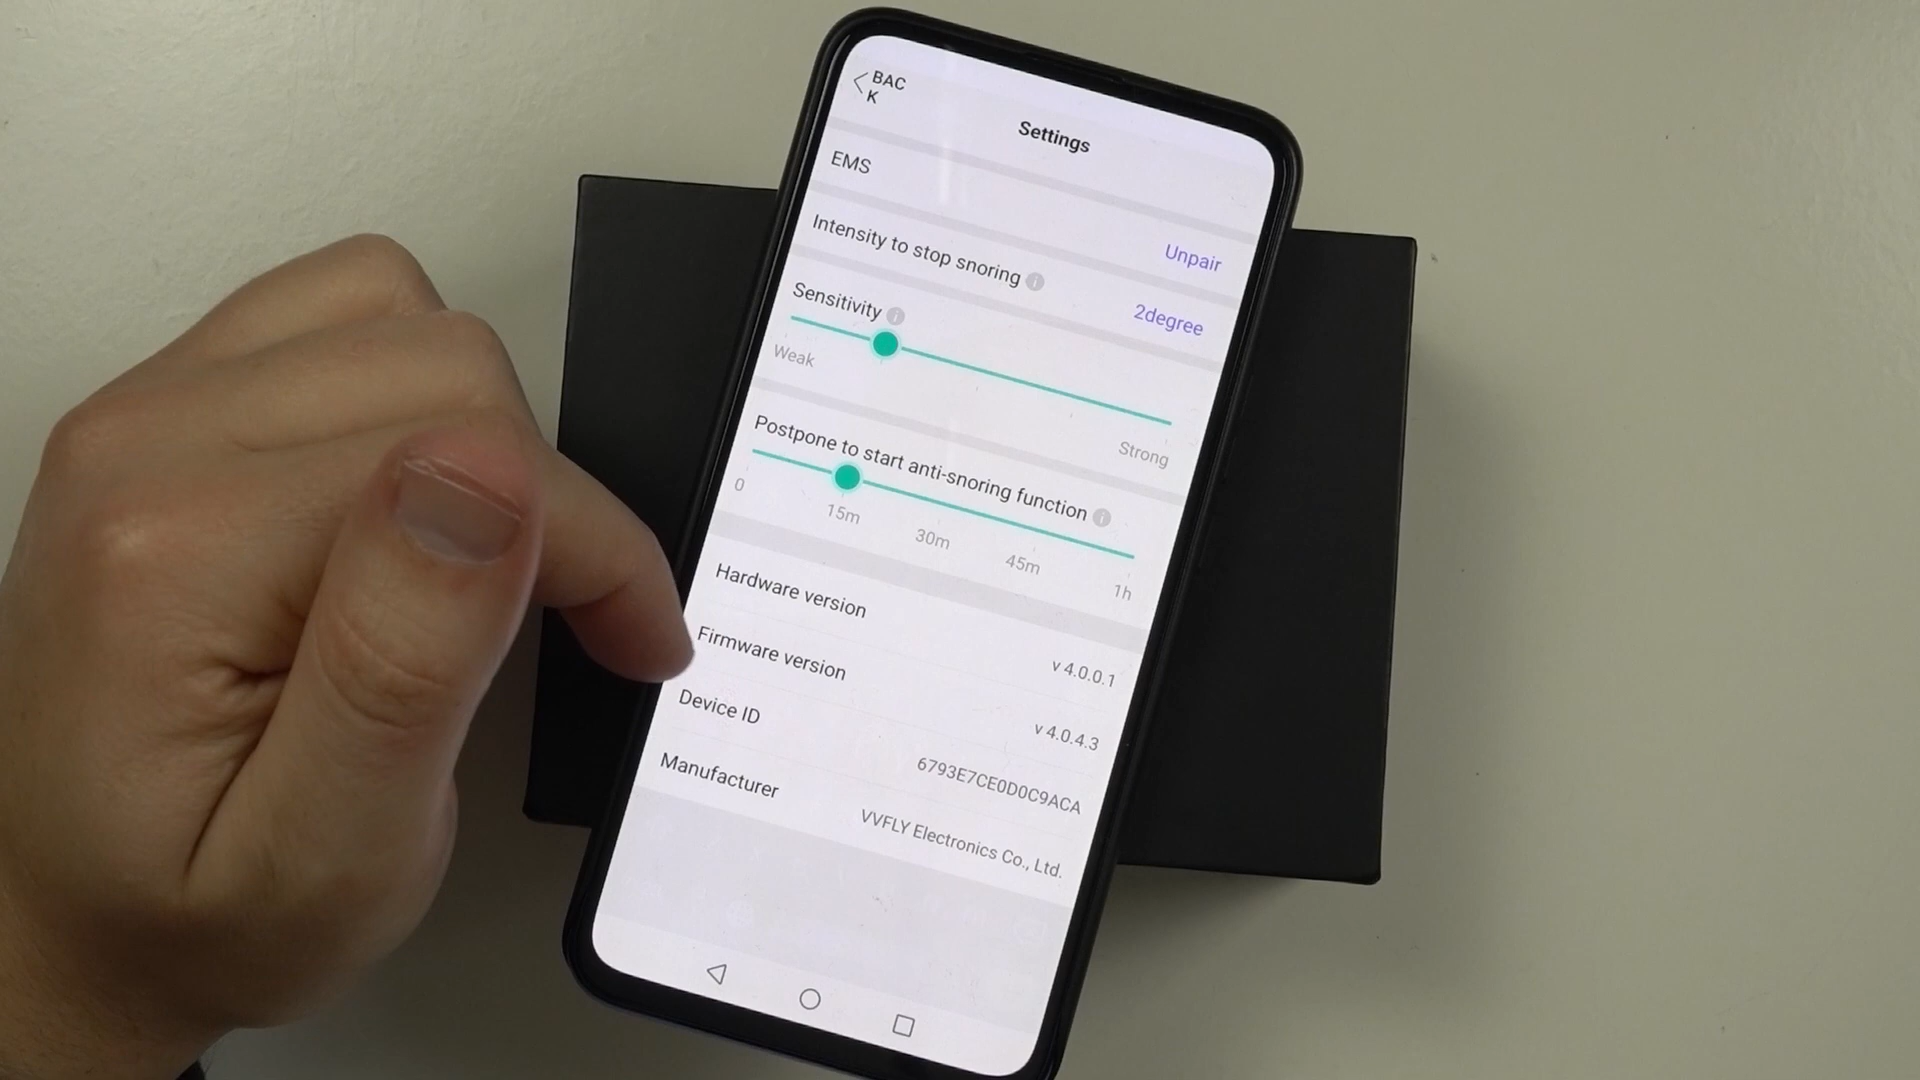 BAC
K
Settings
EMS
Unpair
Intensity to stop snoring i
2degree
Sensitivity i
Weak
Strong
Postpone to start anti-snoring function i
0
15m
30m
45m
1h
Hardware version
v 4.0.0.1
Firmware version
v 4.0.4.3
Device ID
6793E7CE0D0C9ACA
Manufacturer
VVFLY Electronics Co., Ltd.